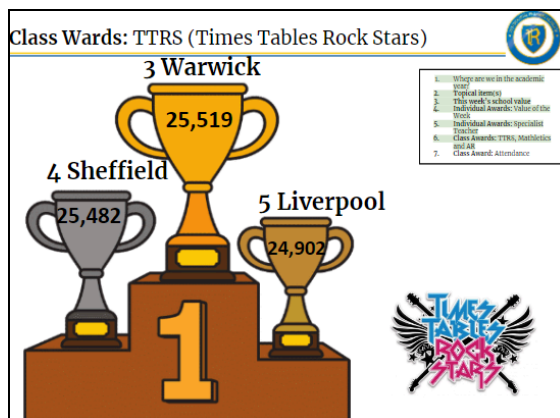 Class Wards: TTRS (Times Tables Rock Stars)
3 Warwick
25,519
4 Sheffield
25,482
5 Liverpool
24,902
1
1. Where are we in the academic
year?
2. Topical item(s)
3. This week's school value
4. Individual Awards: Value of the
Week
5. Individual Awards: Specialist
Teacher
6. Class Awards: TTRS, Mathletics
and AR
7. Class Award: Attendance
TIMES
TABLES
ROCK
STARS